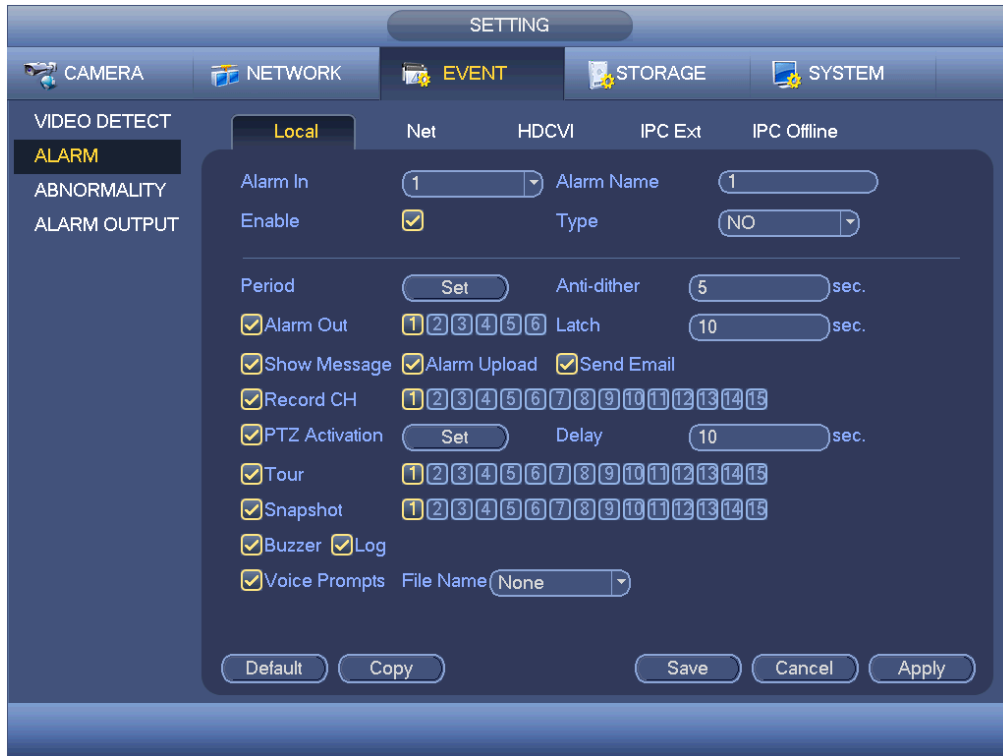 SETTING
CAMERA NETWORK EVENT STORAGE SYSTEM
VIDEO DETECT
ALARM
ABNORMALITY
ALARM OUTPUT
Local Net HDCVI IPC Ext IPC Offline
Alarm In 1 Alarm Name 1
Enable Type NO
Period Set Anti-dither 5 sec.
Alarm Out 1 2 3 4 5 6 Latch 10 sec.
Show Message Alarm Upload Send Email
Record CH 1 2 3 4 5 6 7 8 9 10 11 12 13 14 15
PTZ Activation Set Delay 10 sec.
Tour 1 2 3 4 5 6 7 8 9 10 11 12 13 14 15
Snapshot 1 2 3 4 5 6 7 8 9 10 11 12 13 14 15
Buzzer Log
Voice Prompts File Name None
Default Copy Save Cancel Apply